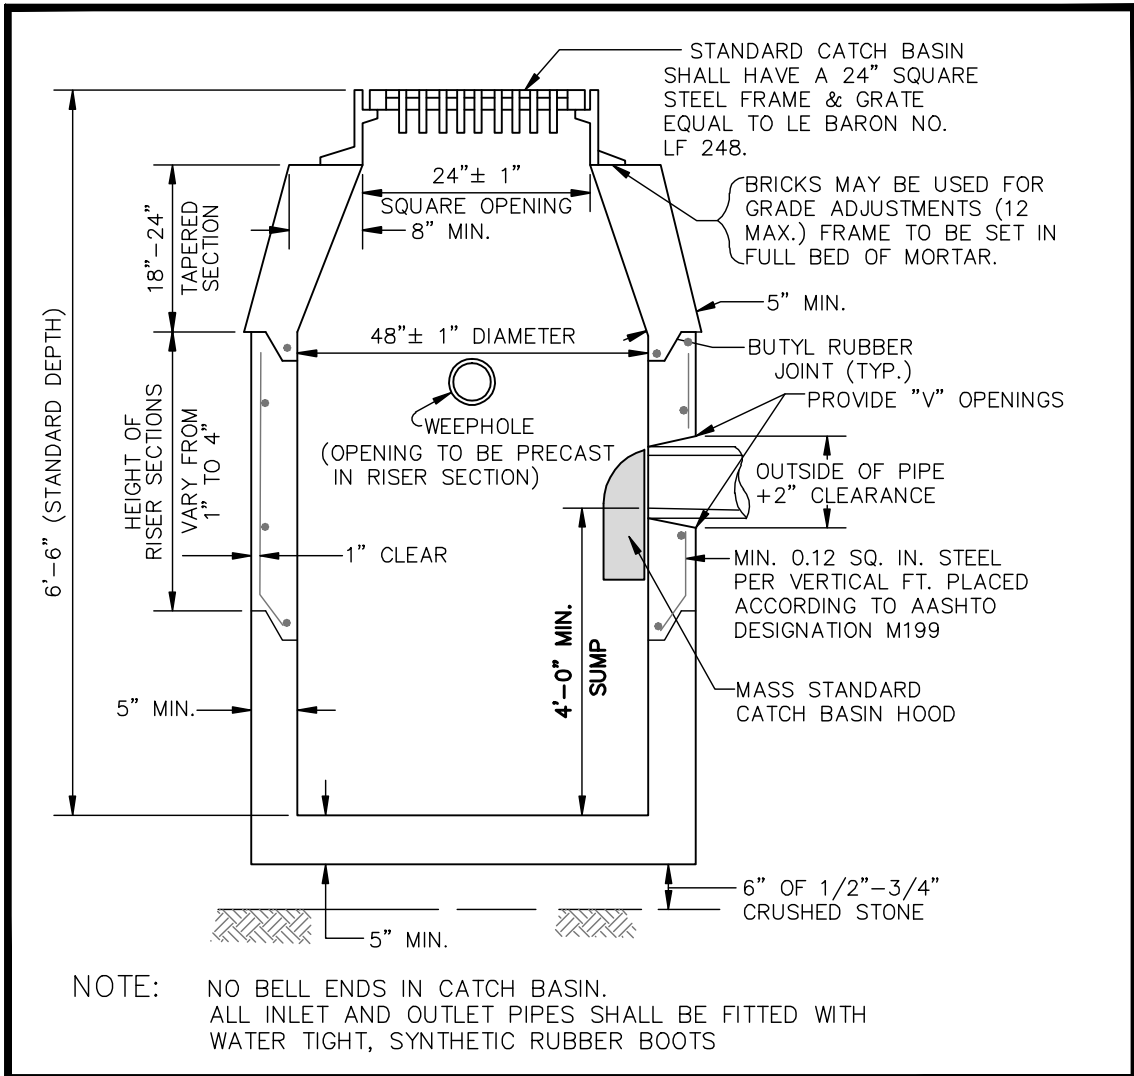 STANDARD CATCH BASIN
SHALL HAVE A 24" SQUARE
STEEL FRAME & GRATE
EQUAL TO LE BARON NO.
LF 248.
24"± 1"
SQUARE OPENING
8" MIN.
BRICKS MAY BE USED FOR
GRADE ADJUSTMENTS (12
MAX.) FRAME TO BE SET IN
FULL BED OF MORTAR.
18"–24"
TAPERED
SECTION
5" MIN.
48"± 1" DIAMETER
BUTYL RUBBER
JOINT (TYP.)
PROVIDE "V" OPENINGS
6'–6" (STANDARD DEPTH)
HEIGHT OF
RISER SECTIONS
VARY FROM
1" TO 4"
WEEPHOLE
(OPENING TO BE PRECAST
IN RISER SECTION)
OUTSIDE OF PIPE
+2" CLEARANCE
1" CLEAR
MIN. 0.12 SQ. IN. STEEL
PER VERTICAL FT. PLACED
ACCORDING TO AASHTO
DESIGNATION M199
4'–0" MIN.
SUMP
MASS STANDARD
CATCH BASIN HOOD
5" MIN.
6" OF 1/2"–3/4"
CRUSHED STONE
5" MIN.
NOTE: NO BELL ENDS IN CATCH BASIN.
ALL INLET AND OUTLET PIPES SHALL BE FITTED WITH
WATER TIGHT, SYNTHETIC RUBBER BOOTS